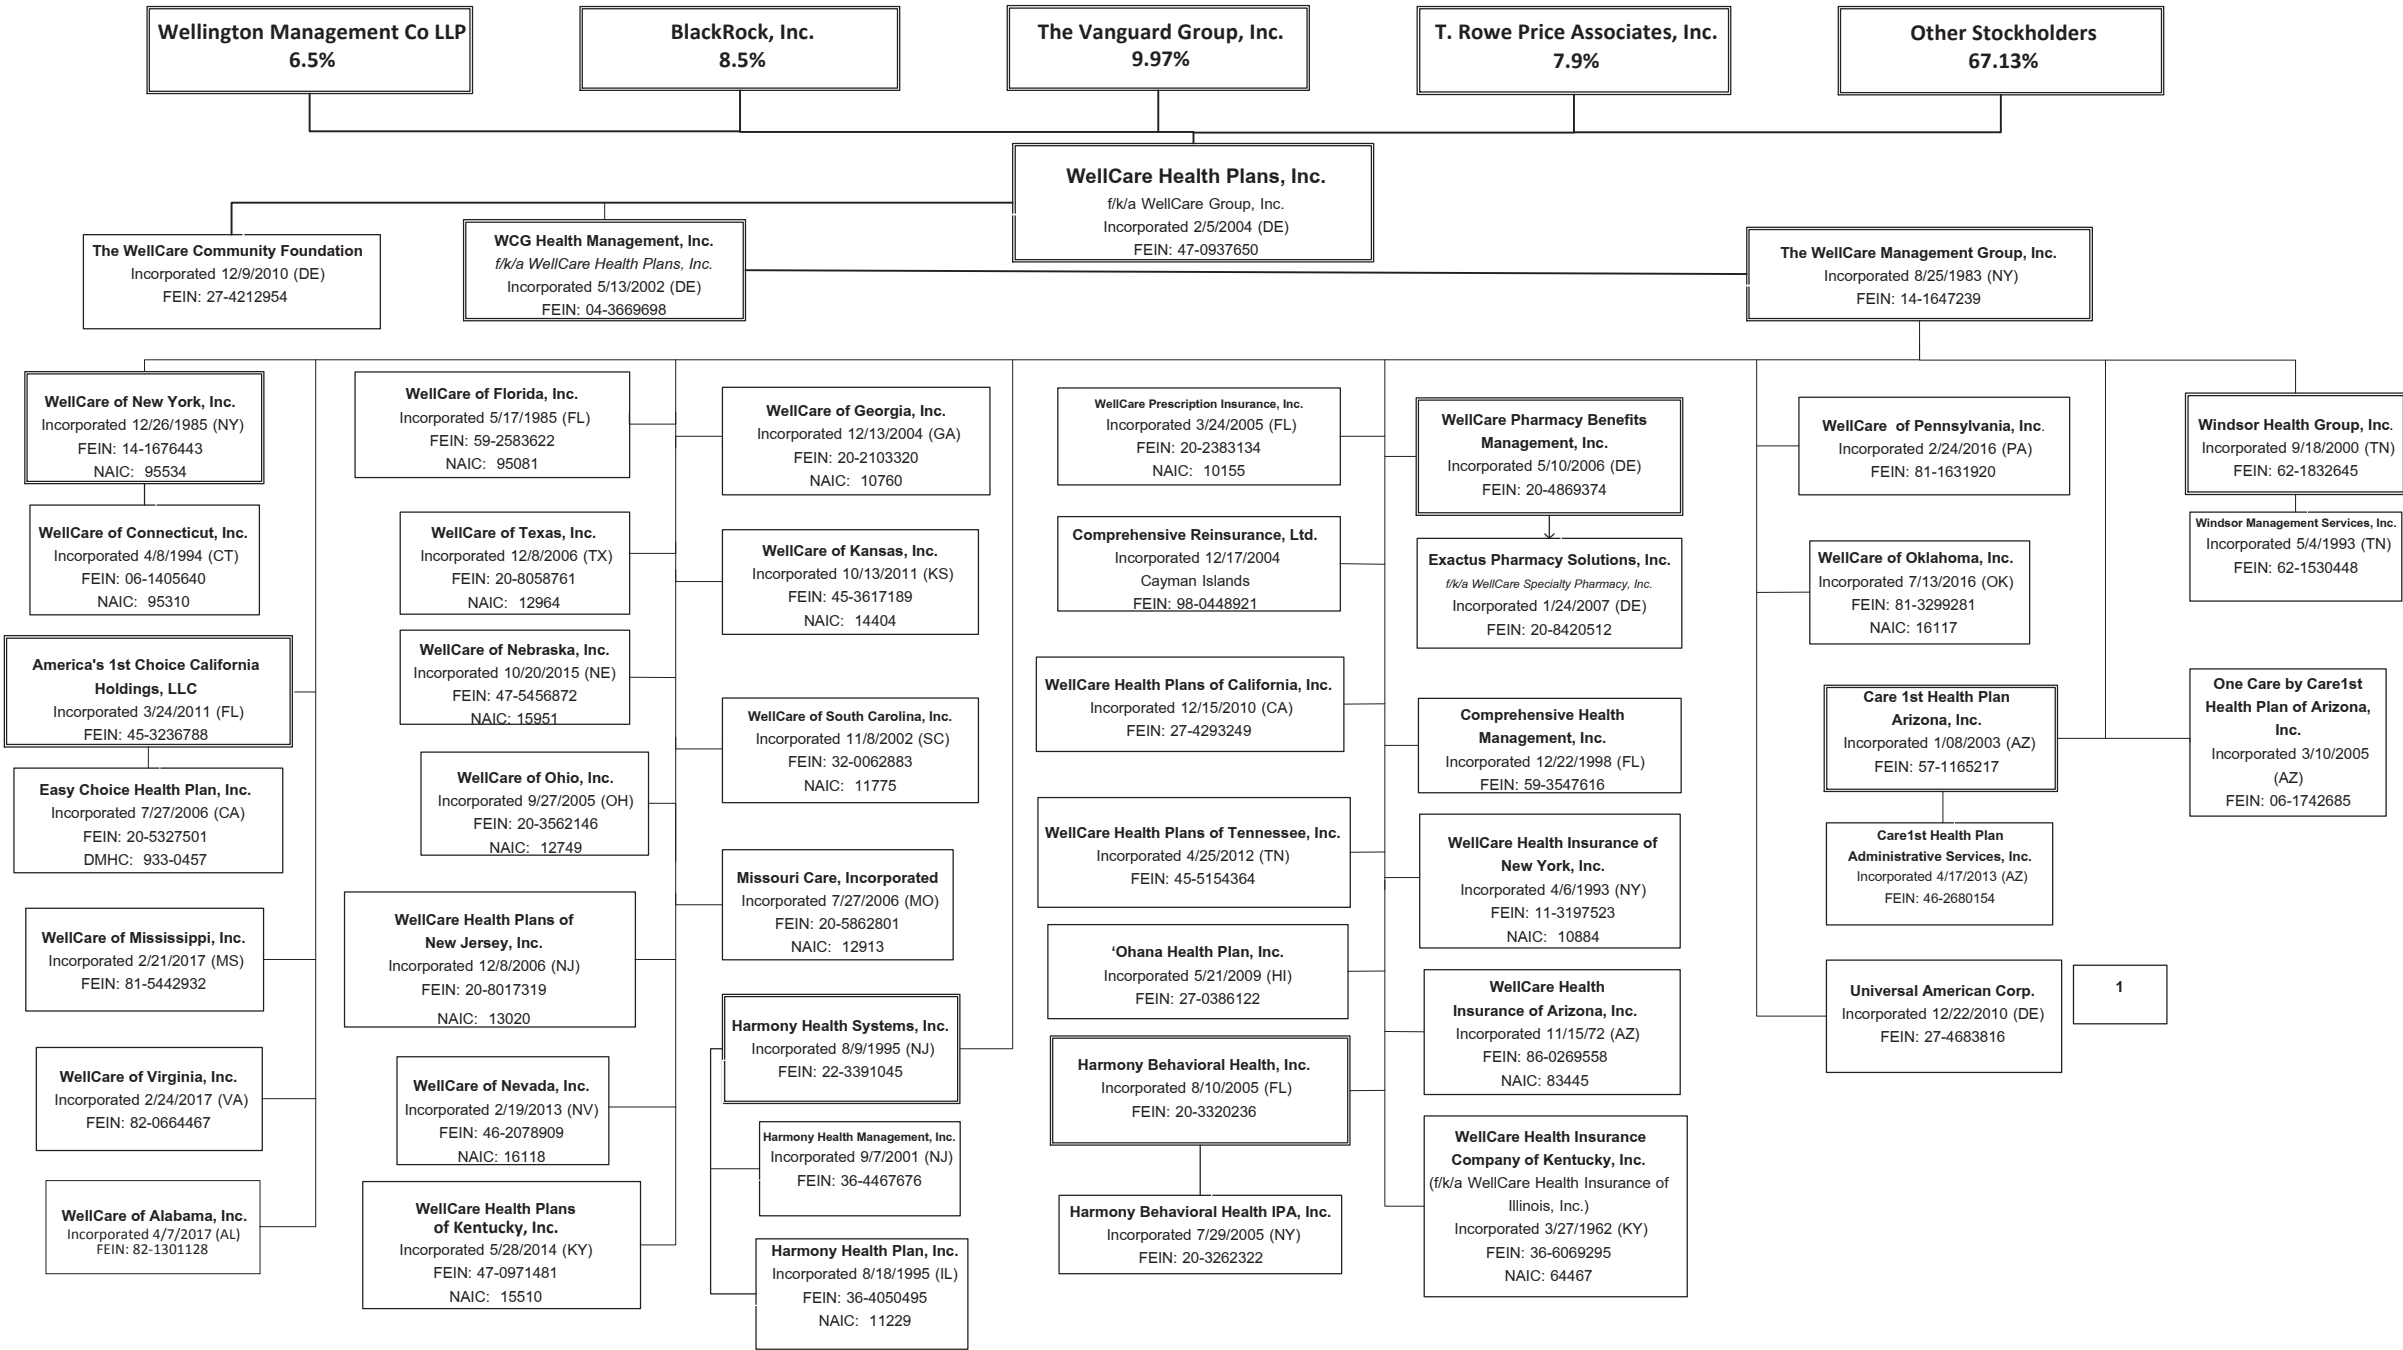 Wellington Management Co LLP
6.5%
BlackRock, Inc.
8.5%
The Vanguard Group, Inc.
9.97%
T. Rowe Price Associates, Inc.
7.9%
Other Stockholders
67.13%
WellCare Health Plans, Inc.
f/k/a WellCare Group, Inc.
Incorporated 2/5/2004 (DE)
FEIN: 47-0937650
The WellCare Community Foundation
Incorporated 12/9/2010 (DE)
FEIN: 27-4212954
WCG Health Management, Inc.
f/k/a WellCare Health Plans, Inc.
Incorporated 5/13/2002 (DE)
FEIN: 04-3669698
The WellCare Management Group, Inc.
Incorporated 8/25/1983 (NY)
FEIN: 14-1647239
WellCare of New York, Inc.
Incorporated 12/26/1985 (NY)
FEIN: 14-1676443
NAIC: 95534
WellCare of Connecticut, Inc.
Incorporated 4/8/1994 (CT)
FEIN: 06-1405640
NAIC: 95310
America's 1st Choice California
Holdings, LLC
Incorporated 3/24/2011 (FL)
FEIN: 45-3236788
Easy Choice Health Plan, Inc.
Incorporated 7/27/2006 (CA)
FEIN: 20-5327501
DMHC: 933-0457
WellCare of Mississippi, Inc.
Incorporated 2/21/2017 (MS)
FEIN: 81-5442932
WellCare of Virginia, Inc.
Incorporated 2/24/2017 (VA)
FEIN: 82-0664467
WellCare of Alabama, Inc.
Incorporated 4/7/2017 (AL)
FEIN: 82-1301128
WellCare of Florida, Inc.
Incorporated 5/17/1985 (FL)
FEIN: 59-2583622
NAIC: 95081
WellCare of Texas, Inc.
Incorporated 12/8/2006 (TX)
FEIN: 20-8058761
NAIC: 12964
WellCare of Nebraska, Inc.
Incorporated 10/20/2015 (NE)
FEIN: 47-5456872
NAIC: 15951
WellCare of Ohio, Inc.
Incorporated 9/27/2005 (OH)
FEIN: 20-3562146
NAIC: 12749
WellCare Health Plans of
New Jersey, Inc.
Incorporated 12/8/2006 (NJ)
FEIN: 20-8017319
NAIC: 13020
WellCare of Nevada, Inc.
Incorporated 2/19/2013 (NV)
FEIN: 46-2078909
NAIC: 16118
WellCare Health Plans
of Kentucky, Inc.
Incorporated 5/28/2014 (KY)
FEIN: 47-0971481
NAIC: 15510
WellCare of Georgia, Inc.
Incorporated 12/13/2004 (GA)
FEIN: 20-2103320
NAIC: 10760
WellCare of Kansas, Inc.
Incorporated 10/13/2011 (KS)
FEIN: 45-3617189
NAIC: 14404
WellCare of South Carolina, Inc.
Incorporated 11/8/2002 (SC)
FEIN: 32-0062883
NAIC: 11775
Missouri Care, Incorporated
Incorporated 7/27/2006 (MO)
FEIN: 20-5862801
NAIC: 12913
Harmony Health Systems, Inc.
Incorporated 8/9/1995 (NJ)
FEIN: 22-3391045
Harmony Health Management, Inc.
Incorporated 9/7/2001 (NJ)
FEIN: 36-4467676
Harmony Health Plan, Inc.
Incorporated 8/18/1995 (IL)
FEIN: 36-4050495
NAIC: 11229
WellCare Prescription Insurance, Inc.
Incorporated 3/24/2005 (FL)
FEIN: 20-2383134
NAIC: 10155
Comprehensive Reinsurance, Ltd.
Incorporated 12/17/2004
Cayman Islands
FEIN: 98-0448921
WellCare Health Plans of California, Inc.
Incorporated 12/15/2010 (CA)
FEIN: 27-4293249
WellCare Health Plans of Tennessee, Inc.
Incorporated 4/25/2012 (TN)
FEIN: 45-5154364
‘Ohana Health Plan, Inc.
Incorporated 5/21/2009 (HI)
FEIN: 27-0386122
Harmony Behavioral Health, Inc.
Incorporated 8/10/2005 (FL)
FEIN: 20-3320236
Harmony Behavioral Health IPA, Inc.
Incorporated 7/29/2005 (NY)
FEIN: 20-3262322
WellCare Pharmacy Benefits
Management, Inc.
Incorporated 5/10/2006 (DE)
FEIN: 20-4869374
Exactus Pharmacy Solutions, Inc.
f/k/a WellCare Specialty Pharmacy, Inc.
Incorporated 1/24/2007 (DE)
FEIN: 20-8420512
Comprehensive Health
Management, Inc.
Incorporated 12/22/1998 (FL)
FEIN: 59-3547616
WellCare Health Insurance of
New York, Inc.
Incorporated 4/6/1993 (NY)
FEIN: 11-3197523
NAIC: 10884
WellCare Health
Insurance of Arizona, Inc.
Incorporated 11/15/72 (AZ)
FEIN: 86-0269558
NAIC: 83445
WellCare Health Insurance
Company of Kentucky, Inc.
(f/k/a WellCare Health Insurance of
Illinois, Inc.)
Incorporated 3/27/1962 (KY)
FEIN: 36-6069295
NAIC: 64467
WellCare of Pennsylvania, Inc.
Incorporated 2/24/2016 (PA)
FEIN: 81-1631920
WellCare of Oklahoma, Inc.
Incorporated 7/13/2016 (OK)
FEIN: 81-3299281
NAIC: 16117
Care 1st Health Plan
Arizona, Inc.
Incorporated 1/08/2003 (AZ)
FEIN: 57-1165217
Care1st Health Plan
Administrative Services, Inc.
Incorporated 4/17/2013 (AZ)
FEIN: 46-2680154
Universal American Corp.
Incorporated 12/22/2010 (DE)
FEIN: 27-4683816
1
Windsor Health Group, Inc.
Incorporated 9/18/2000 (TN)
FEIN: 62-1832645
Windsor Management Services, Inc.
Incorporated 5/4/1993 (TN)
FEIN: 62-1530448
One Care by Care1st
Health Plan of Arizona,
Inc.
Incorporated 3/10/2005
(AZ)
FEIN: 06-1742685